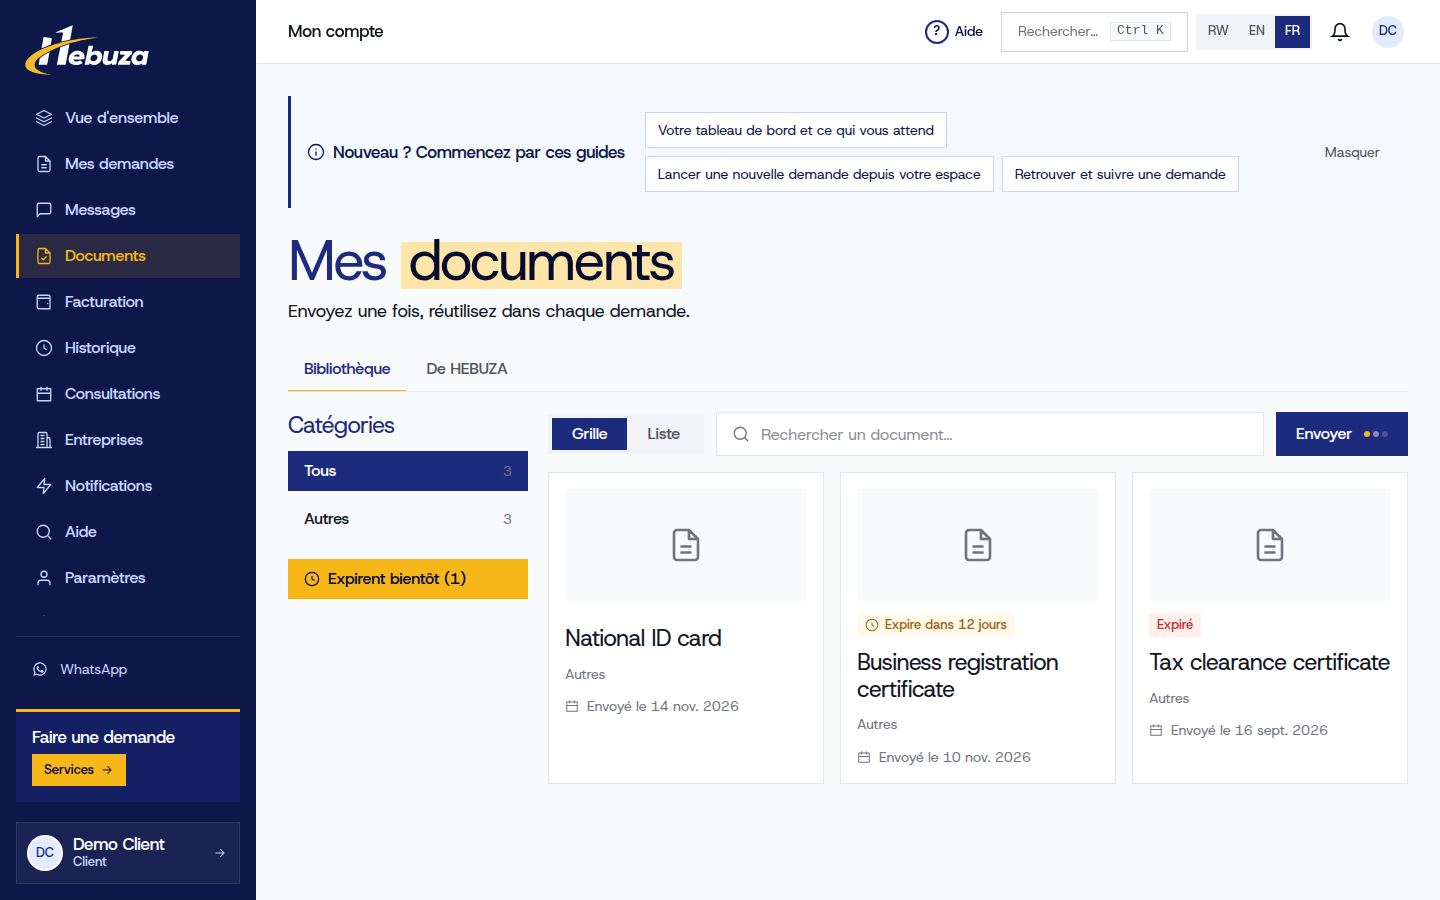 Hebuza
Vue d'ensemble
Mes demandes
Messages
Documents
Facturation
Historique
Consultations
Entreprises
Notifications
Aide
Paramètres
WhatsApp
Faire une demande
Services
DC
Demo Client
Client
Mon compte
? Aide
Rechercher… Ctrl K
RW EN FR
DC
Nouveau ? Commencez par ces guides
Votre tableau de bord et ce qui vous attend
Lancer une nouvelle demande depuis votre espace
Retrouver et suivre une demande
Masquer
Mes documents
Envoyez une fois, réutilisez dans chaque demande.
Bibliothèque De HEBUZA
Catégories
Tous 3
Autres 3
Expirent bientôt (1)
Grille Liste
Rechercher un document…
Envoyer
National ID card
Autres
Envoyé le 14 nov. 2026
Expire dans 12 jours
Business registration
certificate
Autres
Envoyé le 10 nov. 2026
Expiré
Tax clearance certificate
Autres
Envoyé le 16 sept. 2026